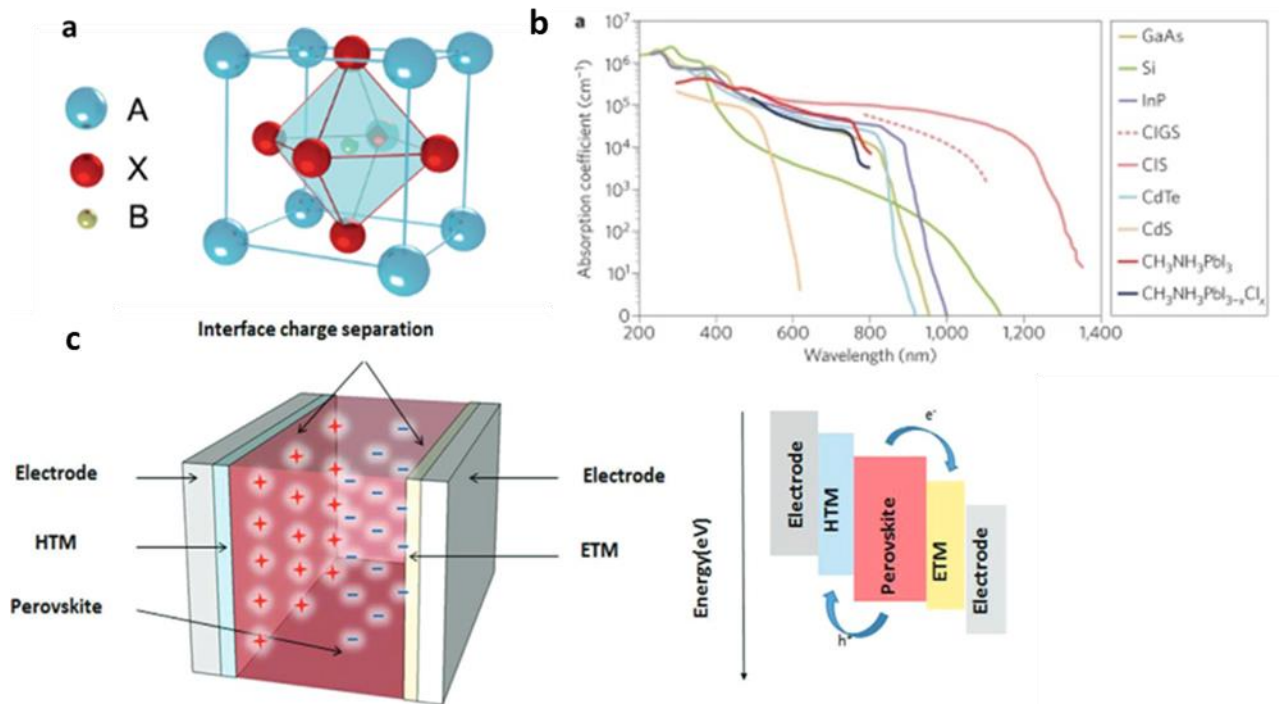 a
A
X
B
b
a
10⁷
10⁶
10⁵
10⁴
10³
10²
10¹
0
Absorption coefficient (cm⁻¹)
200
400
600
800
1,000
1,200
1,400
Wavelength (nm)
GaAs
Si
InP
CIGS
CIS
CdTe
CdS
CH₃NH₃PbI₃
CH₃NH₃PbI₃₋ₓClₓ
c
Interface charge separation
Electrode
HTM
Perovskite
Electrode
ETM
Energy(eV)
Electrode
HTM
Perovskite
ETM
Electrode
e⁻
h⁺